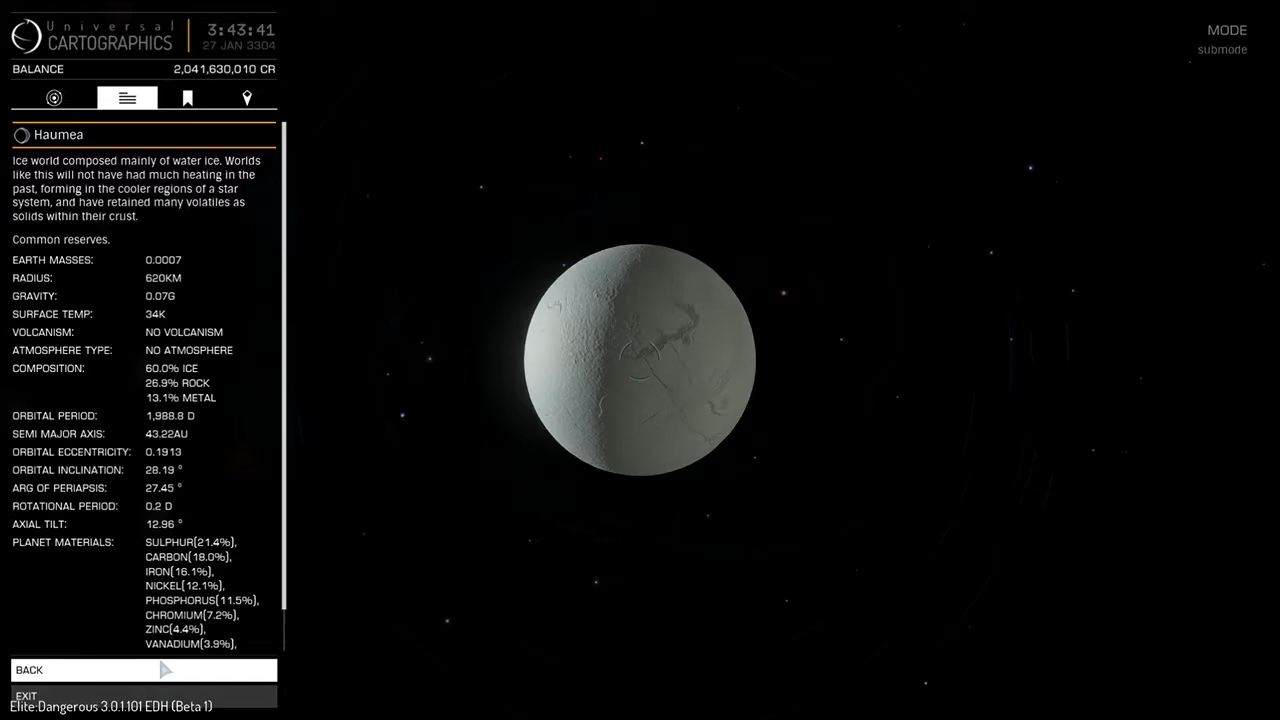 Universal
CARTOGRAPHICS
3:43:41
27 JAN 3304
MODE
submode
BALANCE 2,041,630,010 CR
Haumea
Ice world composed mainly of water ice. Worlds
like this will not have had much heating in the
past, forming in the cooler regions of a star
system, and have retained many volatiles as
solids within their crust.
Common reserves.
EARTH MASSES: 0.0007
RADIUS: 620KM
GRAVITY: 0.07G
SURFACE TEMP: 34K
VOLCANISM: NO VOLCANISM
ATMOSPHERE TYPE: NO ATMOSPHERE
COMPOSITION: 60.0% ICE
26.9% ROCK
13.1% METAL
ORBITAL PERIOD: 1,988.8 D
SEMI MAJOR AXIS: 43.22AU
ORBITAL ECCENTRICITY: 0.1913
ORBITAL INCLINATION: 28.19 °
ARG OF PERIAPSIS: 27.45 °
ROTATIONAL PERIOD: 0.2 D
AXIAL TILT: 12.96 °
PLANET MATERIALS: SULPHUR(21.4%),
CARBON(18.0%),
IRON(16.1%),
NICKEL(12.1%),
PHOSPHORUS(11.5%),
CHROMIUM(7.2%),
ZINC(4.4%),
VANADIUM(3.9%),
BACK
EXIT
Elite:Dangerous 3.0.1.101 EDH (Beta 1)